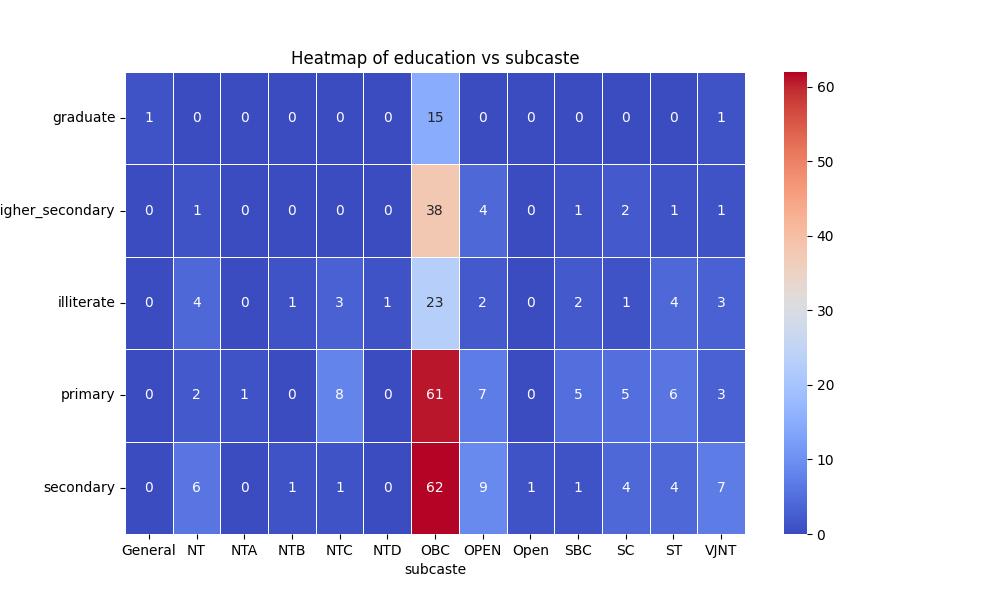 Heatmap of education vs subcaste
graduate 1 0 0 0 0 0 15 0 0 0 0 0 1
igher_secondary 0 1 0 0 0 0 38 4 0 1 2 1 1
illiterate 0 4 0 1 3 1 23 2 0 2 1 4 3
primary 0 2 1 0 8 0 61 7 0 5 5 6 3
secondary 0 6 0 1 1 0 62 9 1 1 4 4 7
General NT NTA NTB NTC NTD OBC OPEN Open SBC SC ST VJNT
subcaste
60
50
40
30
20
10
0